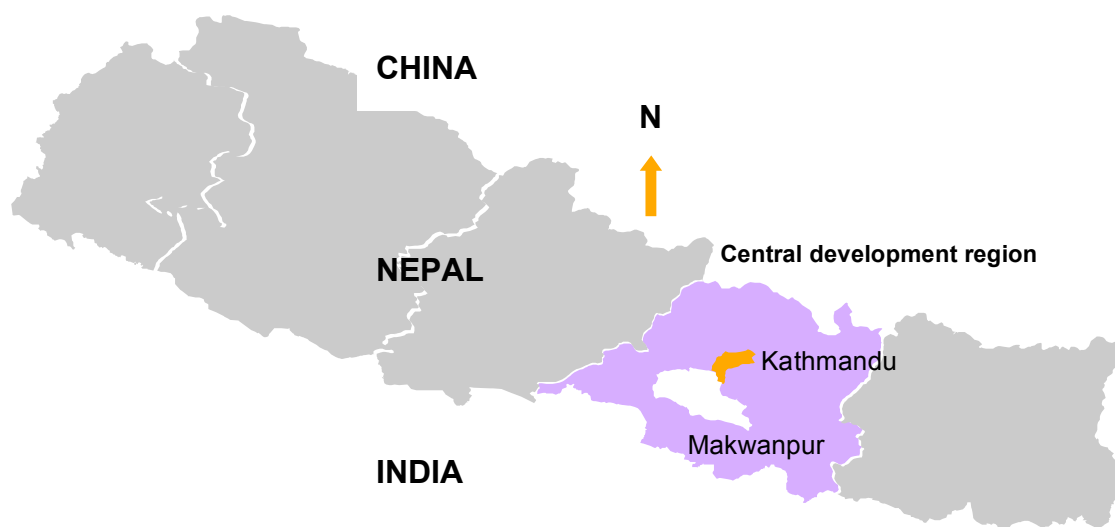 CHINA
N
Central development region
NEPAL
Kathmandu
Makwanpur
INDIA